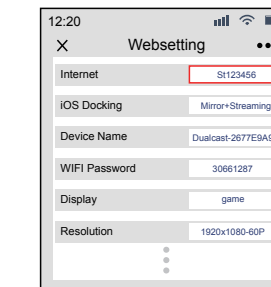 12:20
Websetting
Internet St123456
iOS Docking Mirror+Streaming
Device Name Dualcast-2677E9A9
WIFI Password 30661287
Display game
Resolution 1920x1080-60P